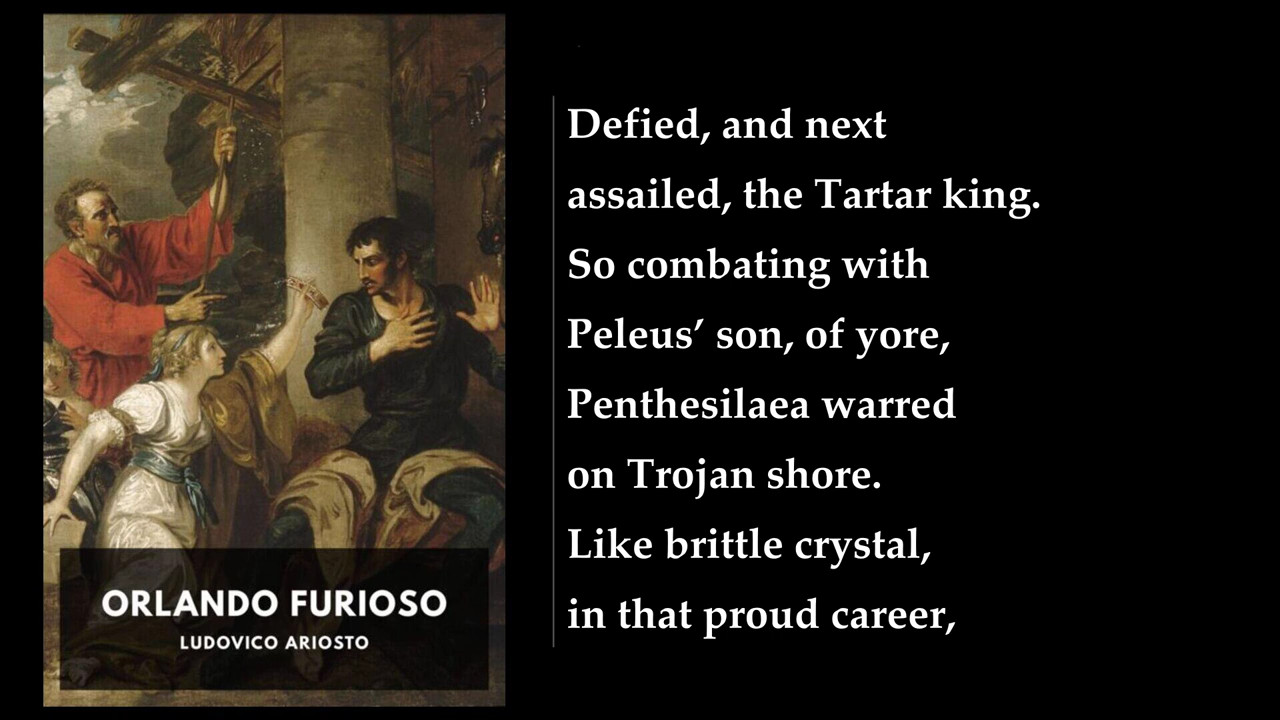 ORLANDO FURIOSO
LUDOVICO ARIOSTO
Defied, and next
assailed, the Tartar king.
So combating with
Peleus’ son, of yore,
Penthesilaea warred
on Trojan shore.
Like brittle crystal,
in that proud career,